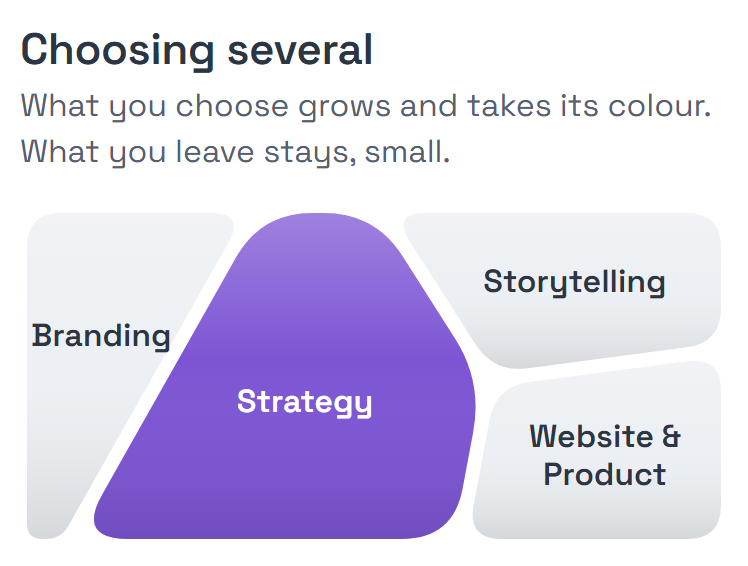 Choosing several
What you choose grows and takes its colour.
What you leave stays, small.
Branding
Strategy
Storytelling
Website &
Product